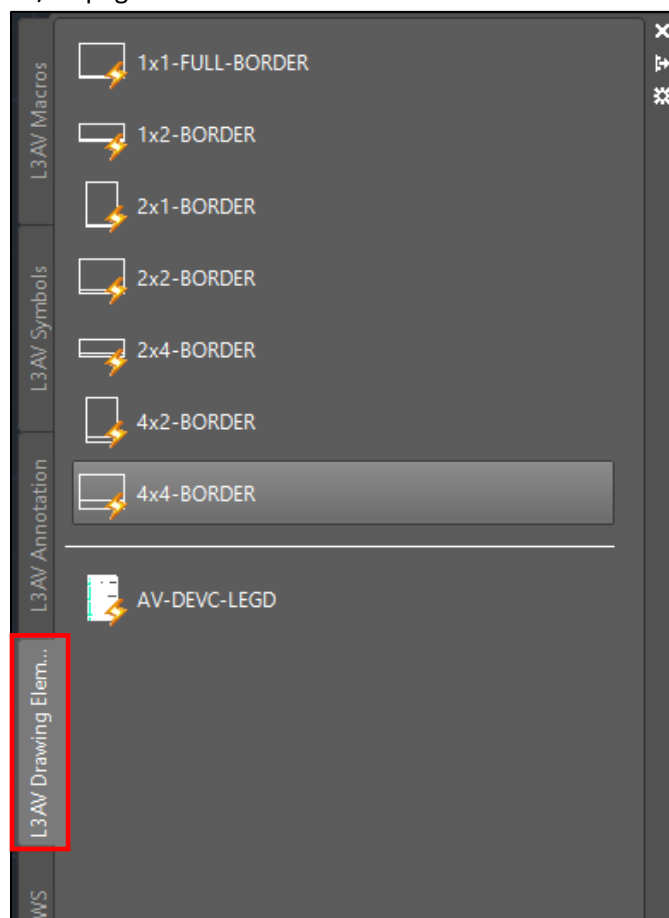 1x1-FULL-BORDER
1x2-BORDER
2x1-BORDER
2x2-BORDER
2x4-BORDER
4x2-BORDER
4x4-BORDER
AV-DEVC-LEGD
L3AV Macros
L3AV Symbols
L3AV Annotation
L3AV Drawing Elem...
WS